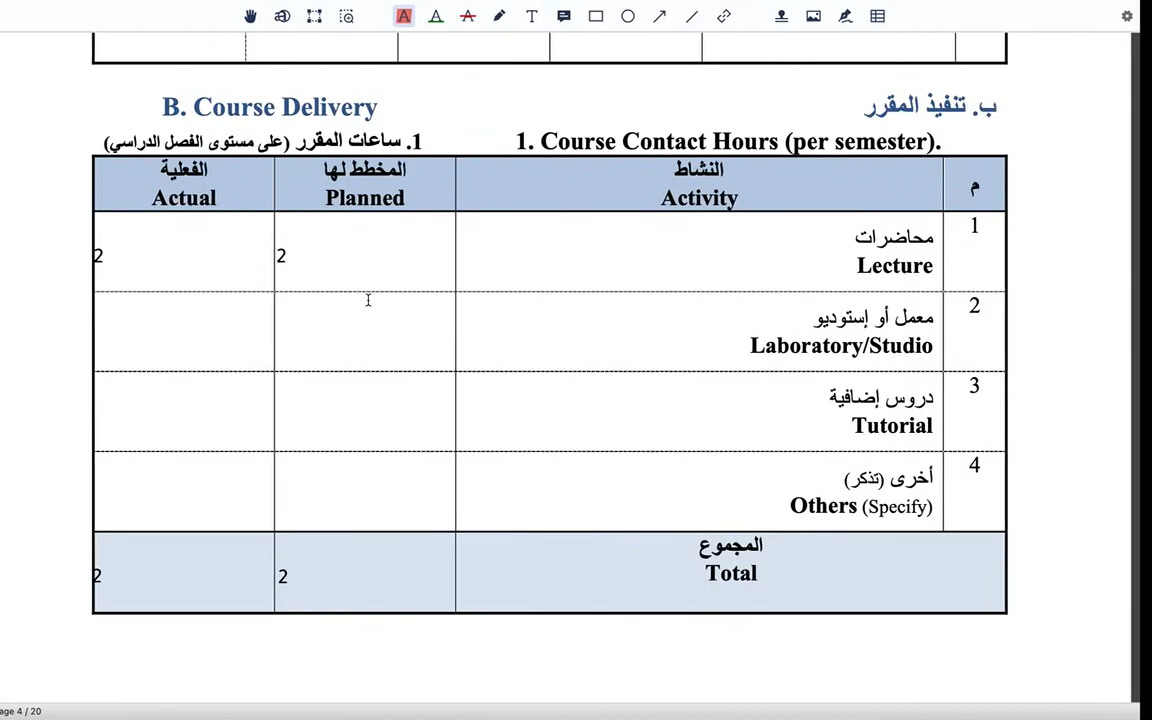 B. Course Delivery ب. تنفيذ المقرر
1. ساعات المقرر (على مستوى الفصل الدراسي) 1. Course Contact Hours (per semester).
م النشاط المخطط لها الفعلية
Activity Planned Actual
1 محاضرات
Lecture 2 2
2 معمل أو إستوديو
Laboratory/Studio
3 دروس إضافية
Tutorial
4 أخرى (تذكر)
Others (Specify)
المجموع
Total 2 2
age 4 / 20